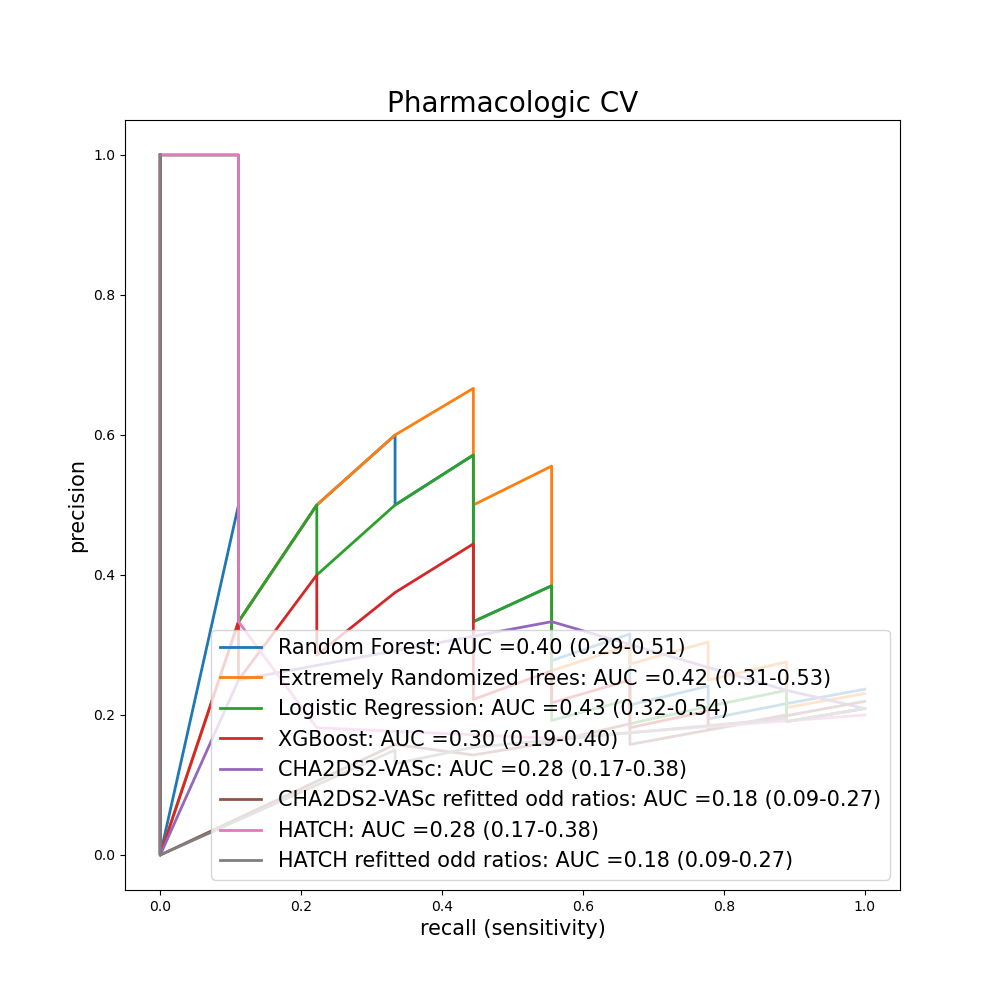 Pharmacologic CV
1.0
0.8
0.6
0.4
0.2
0.0
precision
Random Forest: AUC =0.40 (0.29-0.51)
Extremely Randomized Trees: AUC =0.42 (0.31-0.53)
Logistic Regression: AUC =0.43 (0.32-0.54)
XGBoost: AUC =0.30 (0.19-0.40)
CHA2DS2-VASc: AUC =0.28 (0.17-0.38)
CHA2DS2-VASc refitted odd ratios: AUC =0.18 (0.09-0.27)
HATCH: AUC =0.28 (0.17-0.38)
HATCH refitted odd ratios: AUC =0.18 (0.09-0.27)
0.0 0.2 0.4 0.6 0.8 1.0
recall (sensitivity)